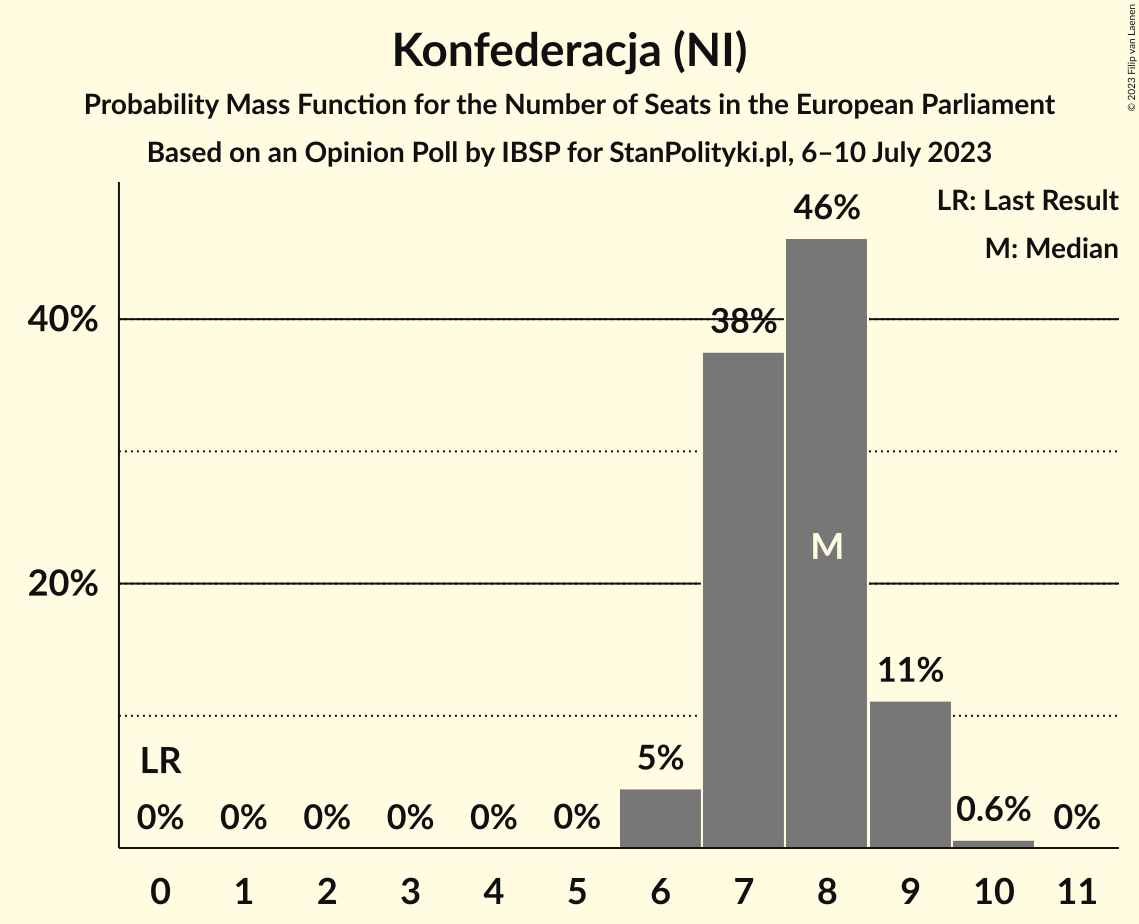 Konfederacja (NI)
Probability Mass Function for the Number of Seats in the European Parliament
Based on an Opinion Poll by IBSP for StanPolityki.pl, 6–10 July 2023
© 2023 Filip van Laenen
LR: Last Result
M: Median
46%
40%
38%
M
20%
11%
LR
5%
0% 0% 0% 0% 0% 0% 0.6% 0%
0 1 2 3 4 5 6 7 8 9 10 11